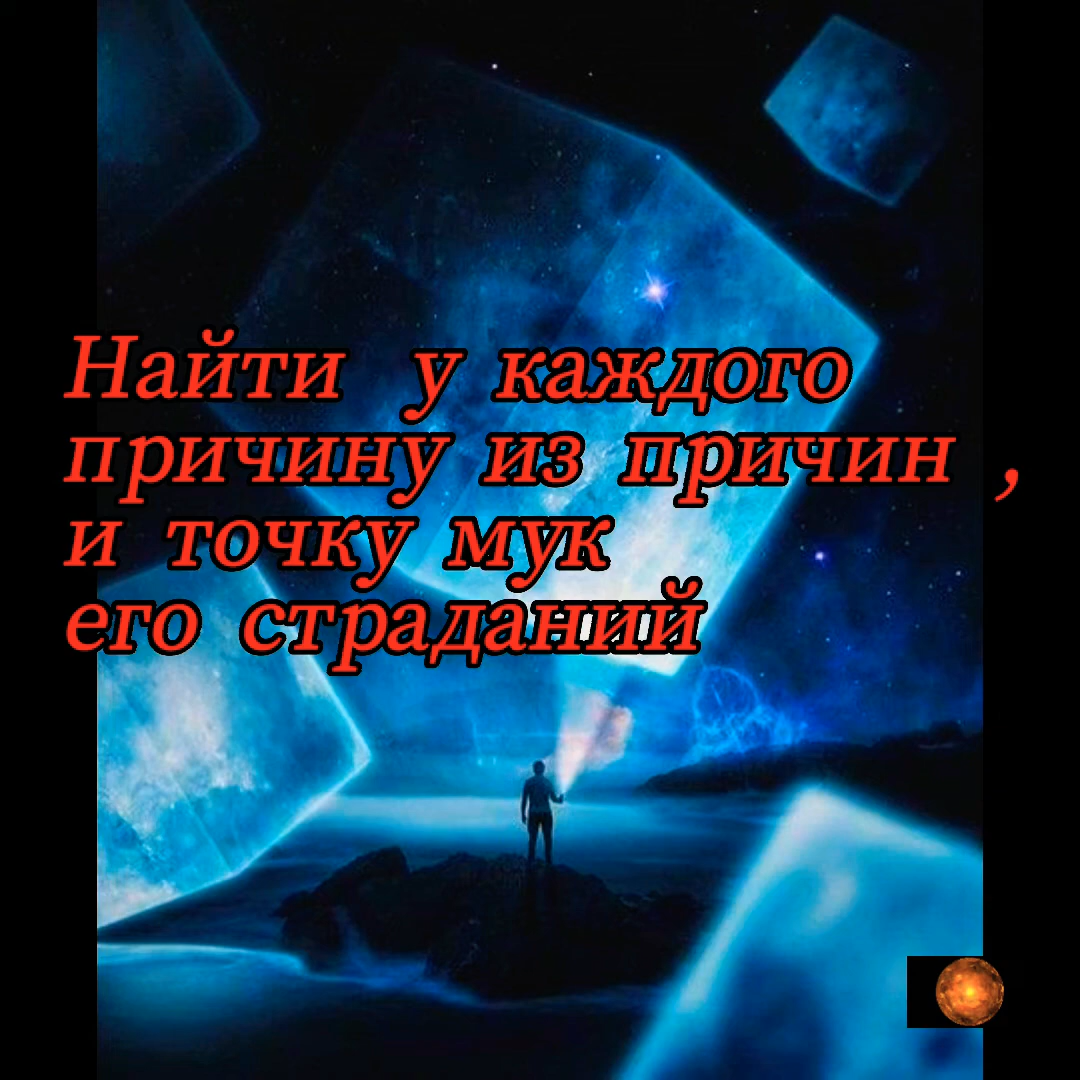 Найти у каждого
причину из причин ,
и точку мук
его страданий